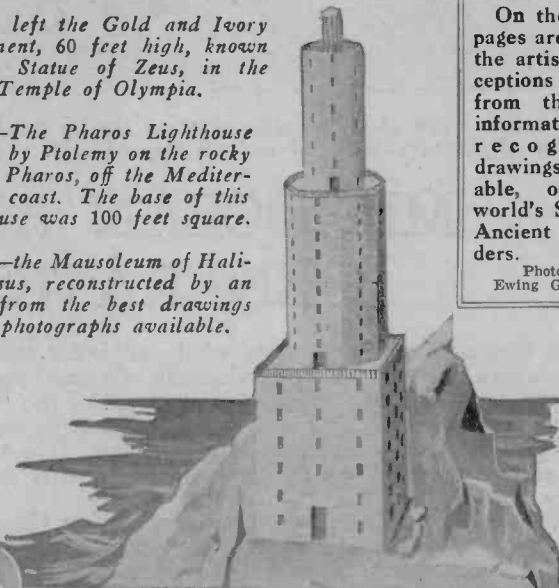 left the Gold and Ivory
ment, 60 feet high, known
Statue of Zeus, in the
Temple of Olympia.
—The Pharos Lighthouse
by Ptolemy on the rocky
Pharos, off the Mediter-
coast. The base of this
use was 100 feet square.
—the Mausoleum of Hali-
sus, reconstructed by an
from the best drawings
photographs available.
On the
pages are
the artis
ceptions
from th
informat
recog
drawings
able, o
world's S
Ancient
ders.
Photo
Ewing G